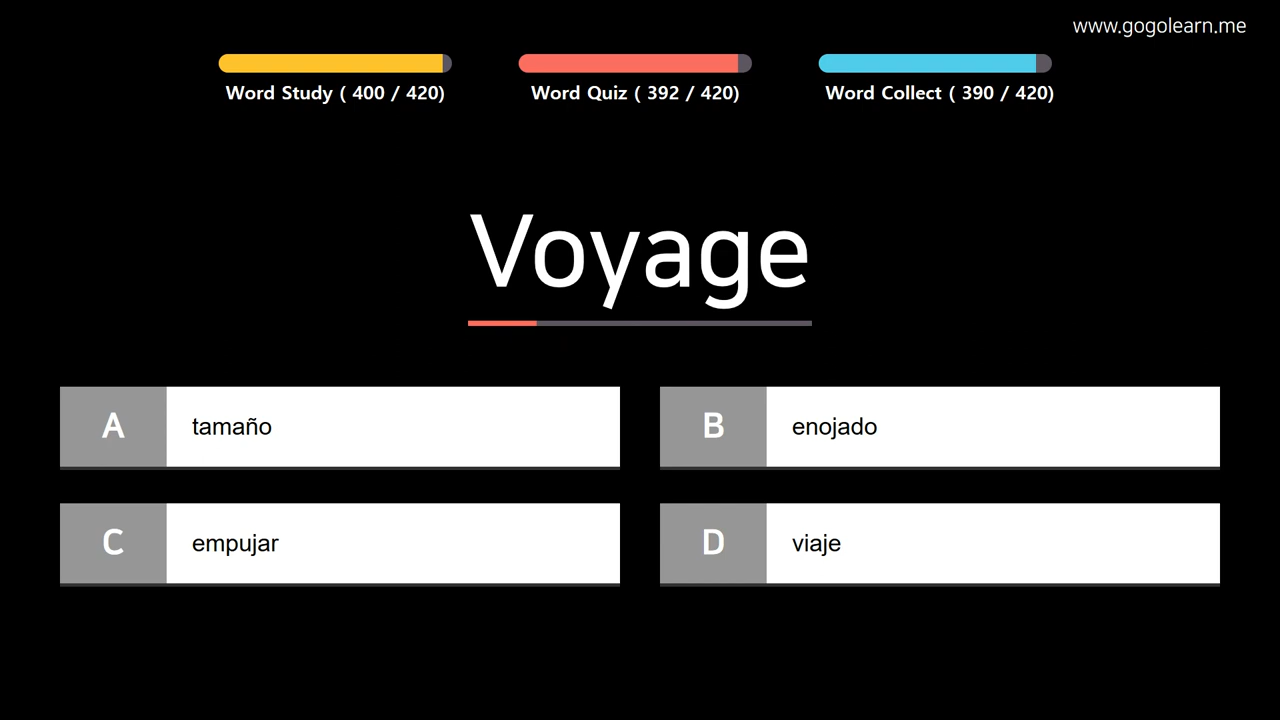 www.gogolearn.me
Word Study ( 400 / 420)
Word Quiz ( 392 / 420)
Word Collect ( 390 / 420)
Voyage
A tamaño
B enojado
C empujar
D viaje